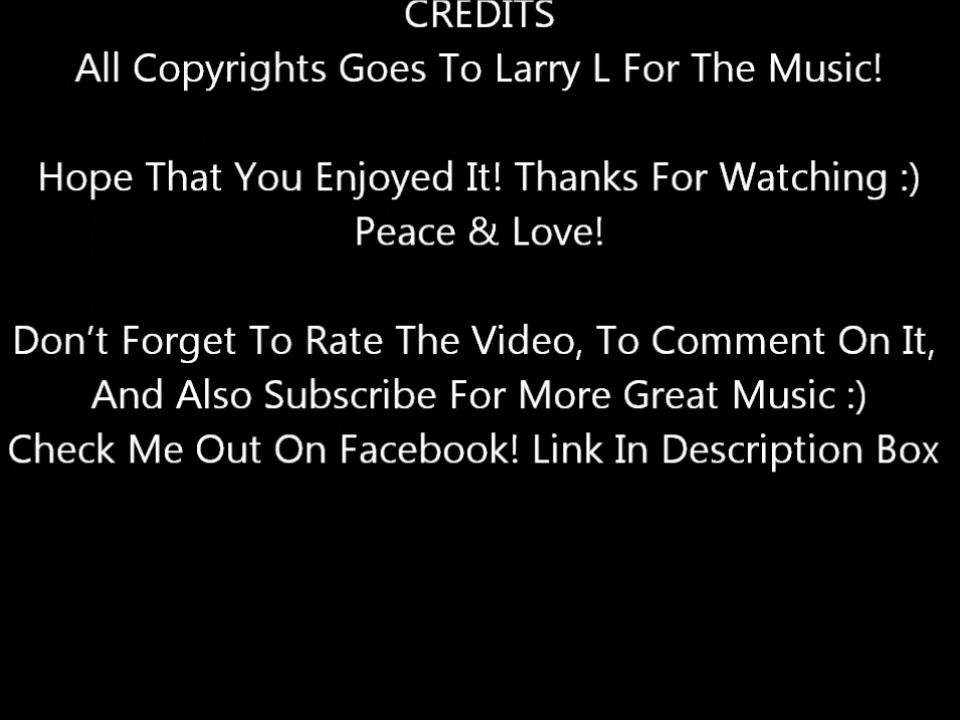 CREDITS
All Copyrights Goes To Larry L For The Music!
Hope That You Enjoyed It! Thanks For Watching :)
Peace & Love!
Don’t Forget To Rate The Video, To Comment On It,
And Also Subscribe For More Great Music :)
Check Me Out On Facebook! Link In Description Box